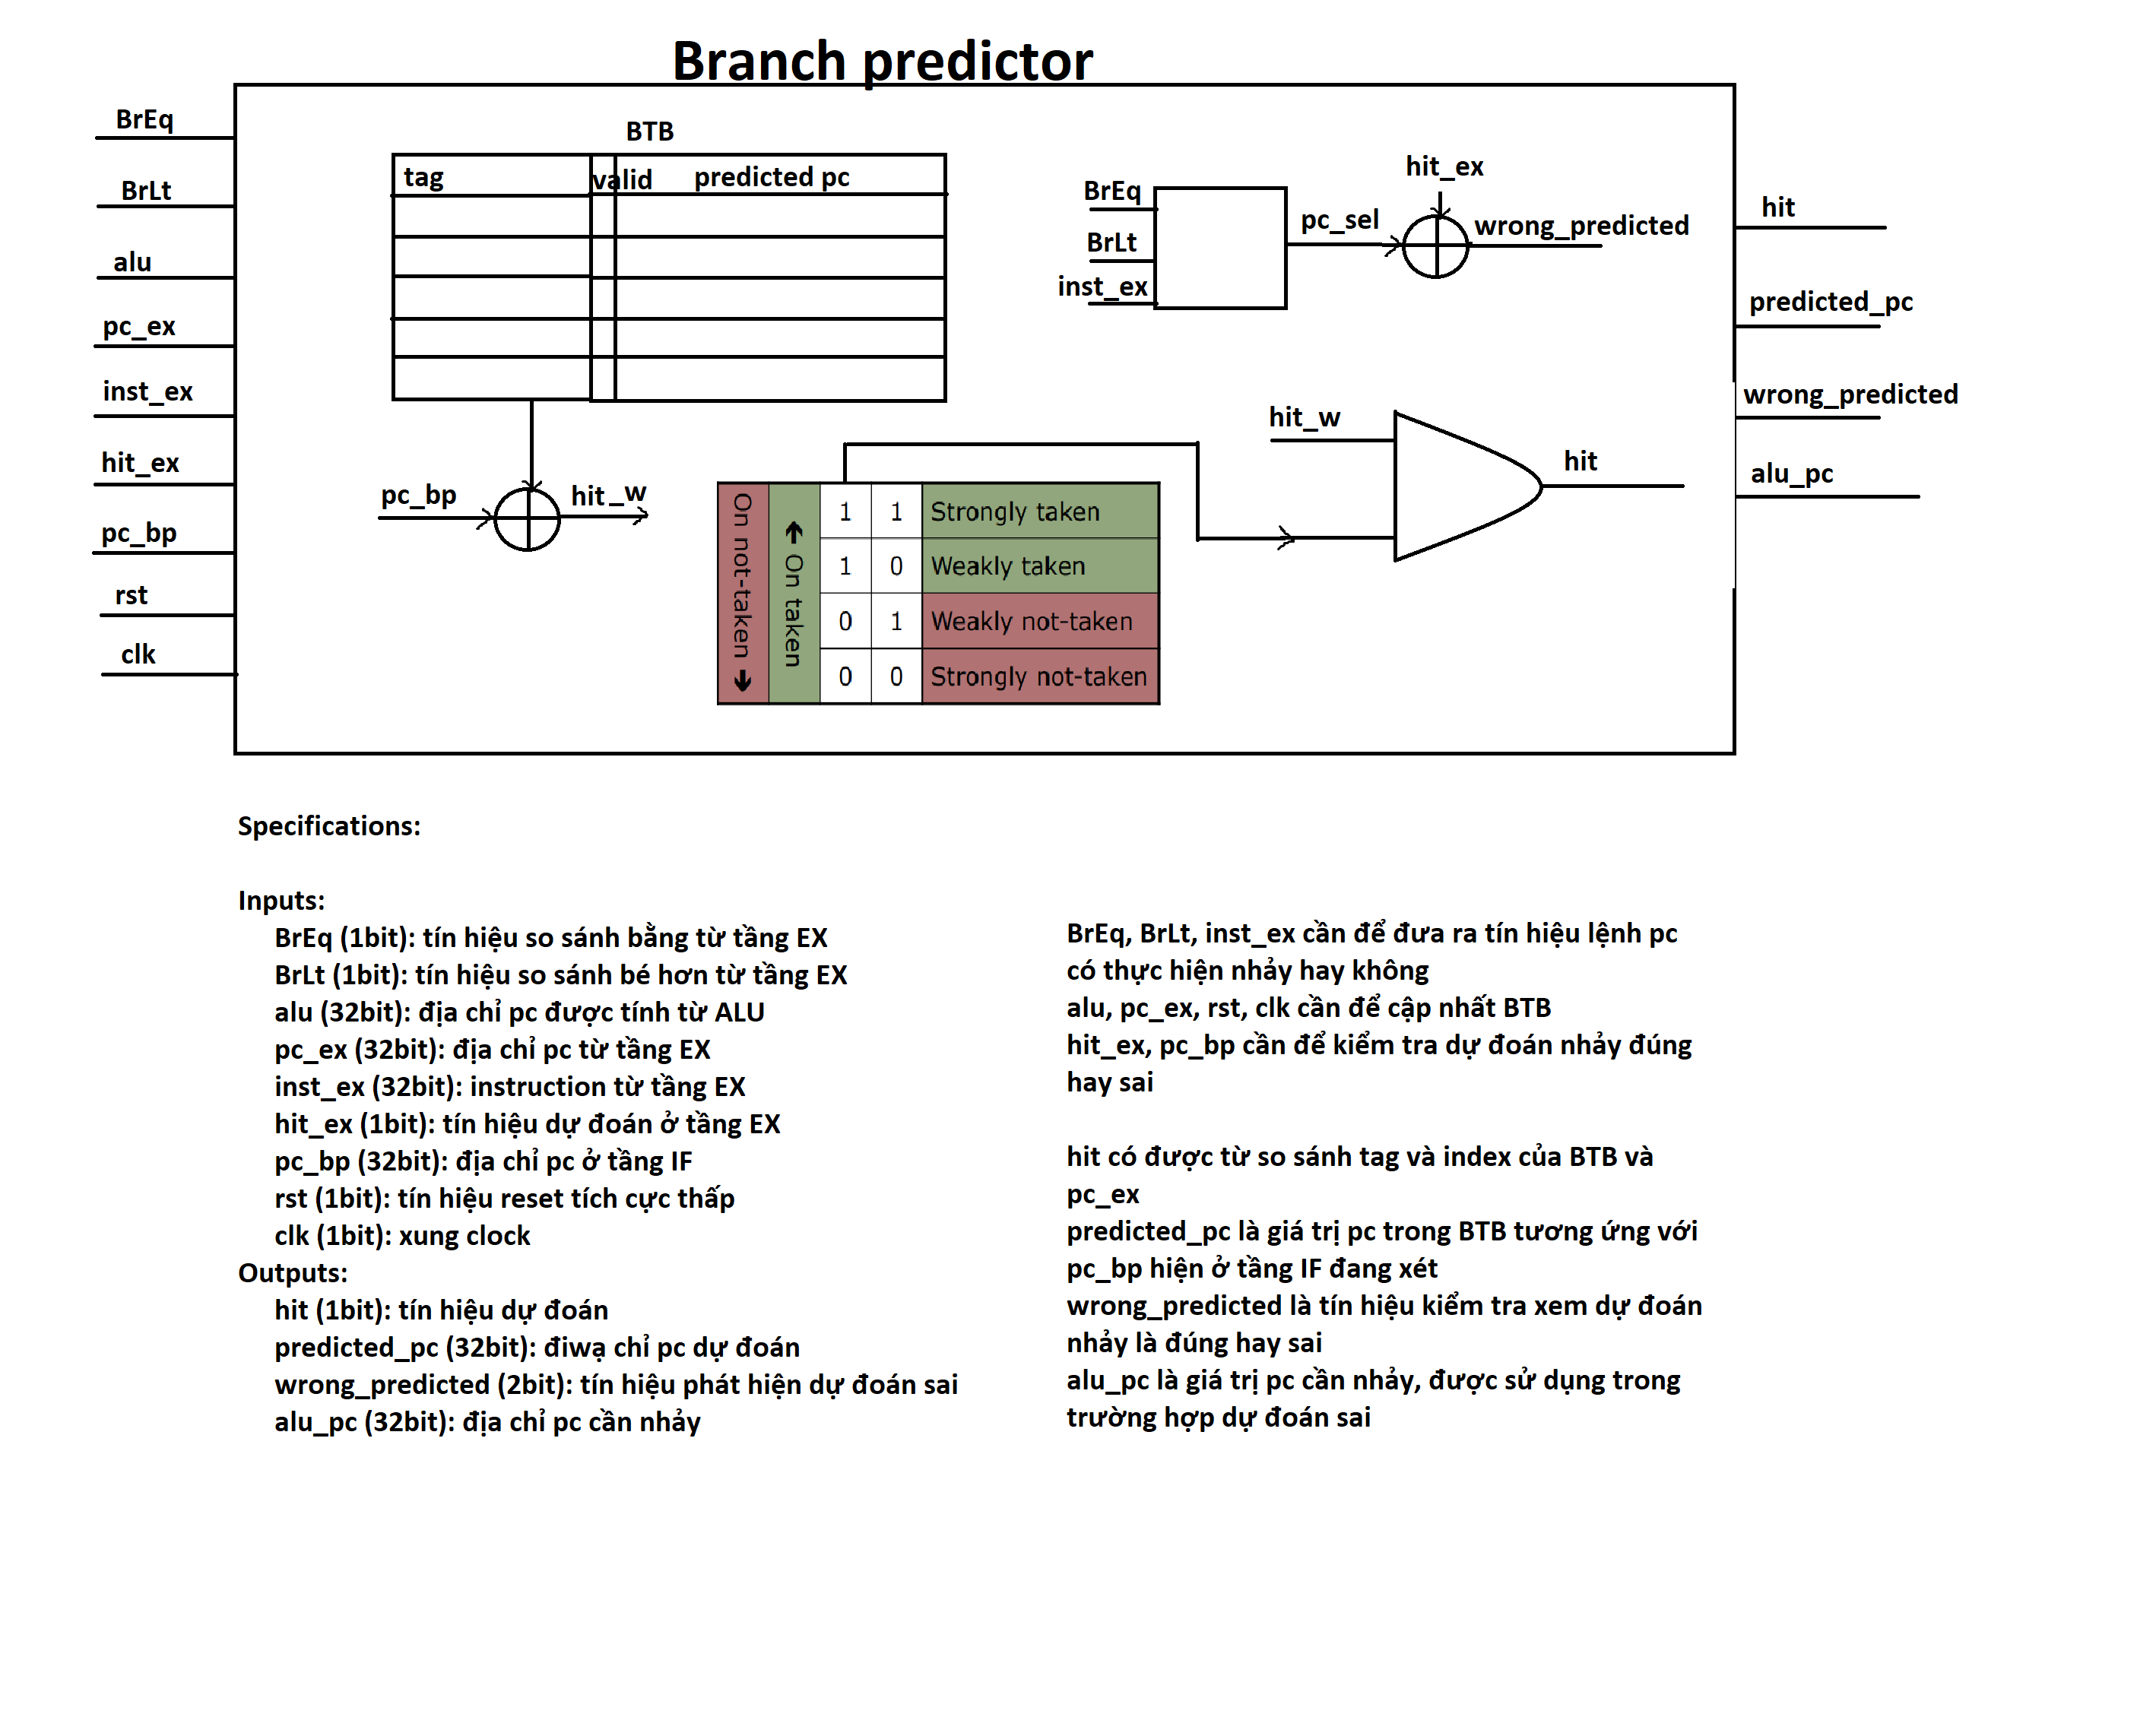 Branch predictor
BrEq
BrLt
alu
pc_ex
inst_ex
hit_ex
pc_bp
rst
clk
BTB
tag valid predicted pc
pc_bp
hit_w
BrEq
BrLt
inst_ex
pc_sel
hit_ex
wrong_predicted
On not-taken
On taken
1 1 Strongly taken
1 0 Weakly taken
0 1 Weakly not-taken
0 0 Strongly not-taken
hit_w
hit
hit
predicted_pc
wrong_predicted
alu_pc
Specifications:
Inputs:
BrEq (1bit): tín hiệu so sánh bằng từ tầng EX
BrLt (1bit): tín hiệu so sánh bé hơn từ tầng EX
alu (32bit): địa chỉ pc được tính từ ALU
pc_ex (32bit): địa chỉ pc từ tầng EX
inst_ex (32bit): instruction từ tầng EX
hit_ex (1bit): tín hiệu dự đoán ở tầng EX
pc_bp (32bit): địa chỉ pc ở tầng IF
rst (1bit): tín hiệu reset tích cực thấp
clk (1bit): xung clock
Outputs:
hit (1bit): tín hiệu dự đoán
predicted_pc (32bit): điwạ chỉ pc dự đoán
wrong_predicted (2bit): tín hiệu phát hiện dự đoán sai
alu_pc (32bit): địa chỉ pc cần nhảy
BrEq, BrLt, inst_ex cần để đưa ra tín hiệu lệnh pc
có thực hiện nhảy hay không
alu, pc_ex, rst, clk cần để cập nhất BTB
hit_ex, pc_bp cần để kiểm tra dự đoán nhảy đúng
hay sai
hit có được từ so sánh tag và index của BTB và
pc_ex
predicted_pc là giá trị pc trong BTB tương ứng với
pc_bp hiện ở tầng IF đang xét
wrong_predicted là tín hiệu kiểm tra xem dự đoán
nhảy là đúng hay sai
alu_pc là giá trị pc cần nhảy, được sử dụng trong
trường hợp dự đoán sai